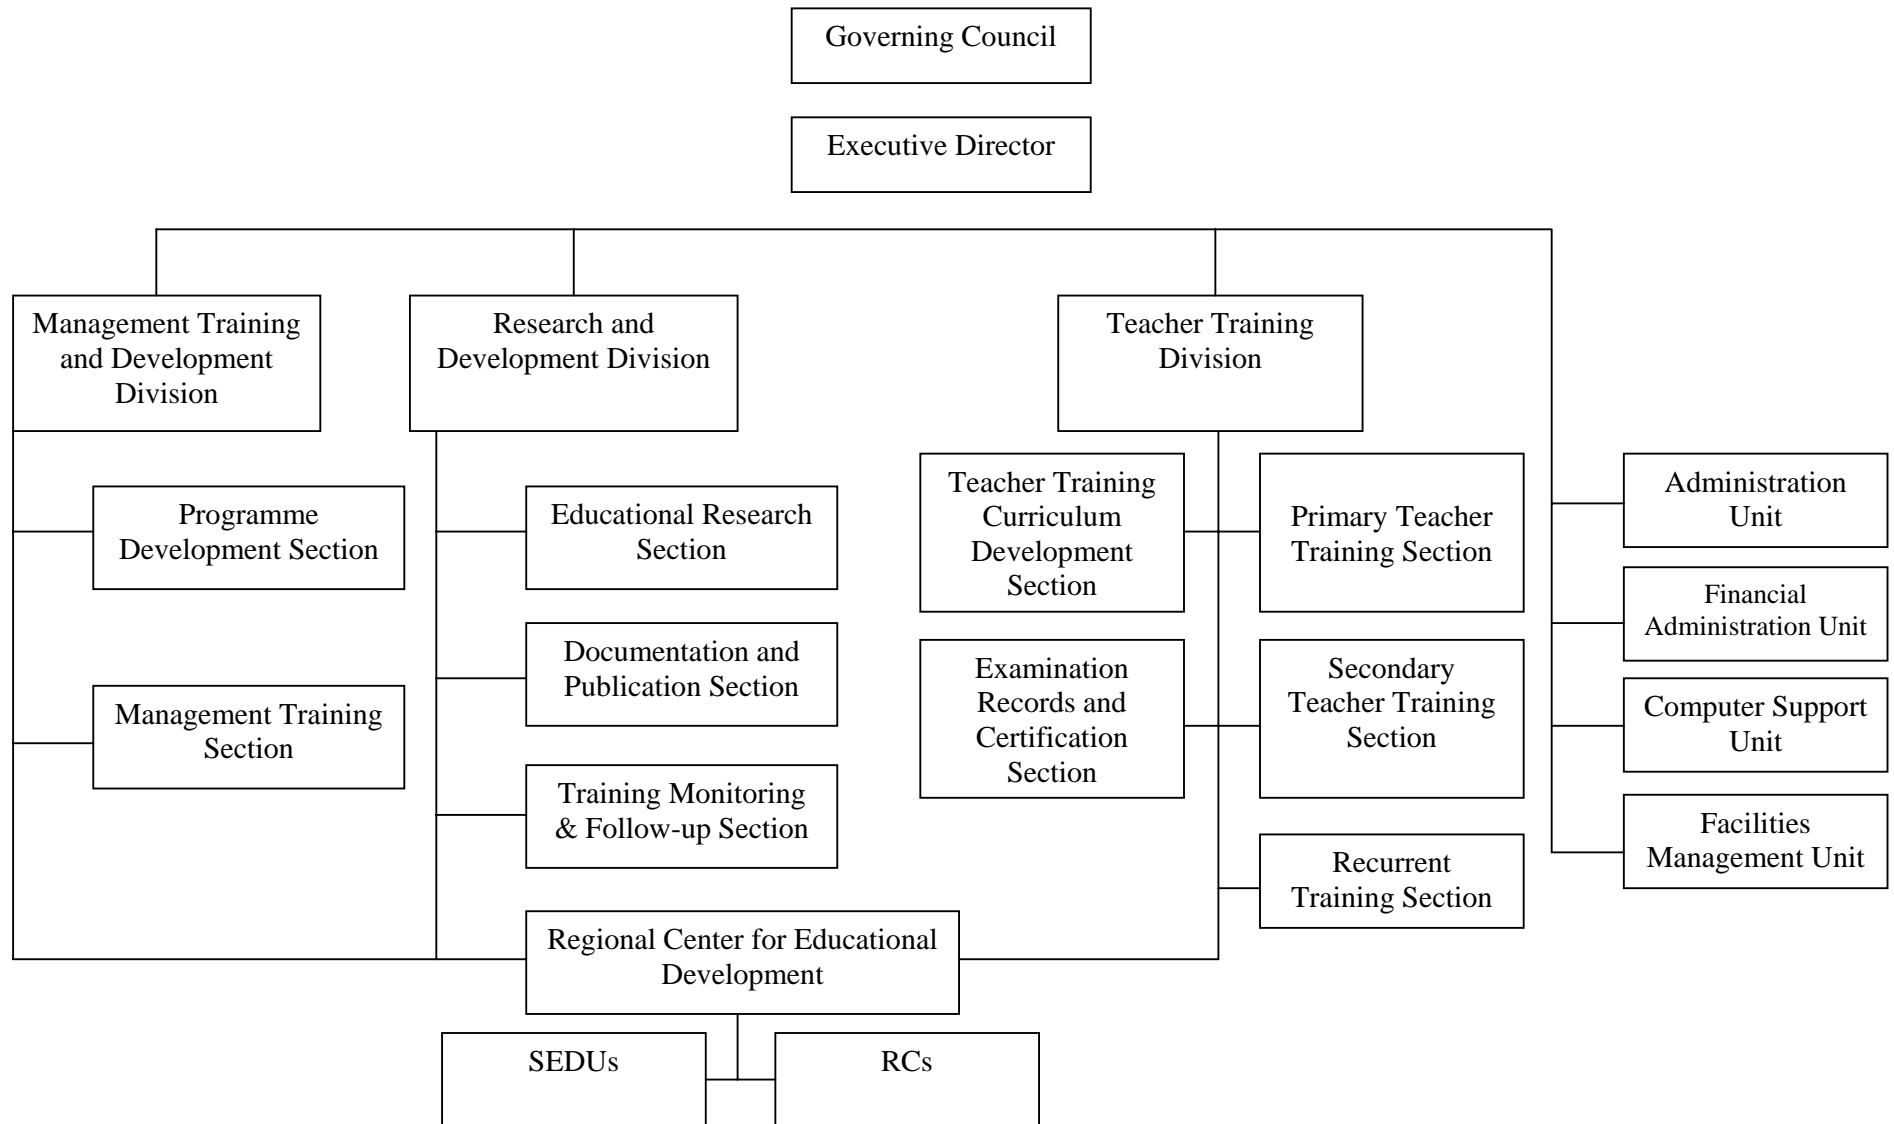 Governing Council
Executive Director
Management Training
and Development
Division
Research and
Development Division
Teacher Training
Division
Programme
Development Section
Management Training
Section
Educational Research
Section
Documentation and
Publication Section
Training Monitoring
& Follow-up Section
Teacher Training
Curriculum
Development
Section
Primary Teacher
Training Section
Examination
Records and
Certification
Section
Secondary
Teacher Training
Section
Recurrent
Training Section
Administration
Unit
Financial
Administration Unit
Computer Support
Unit
Facilities
Management Unit
Regional Center for Educational
Development
SEDUs
RCs